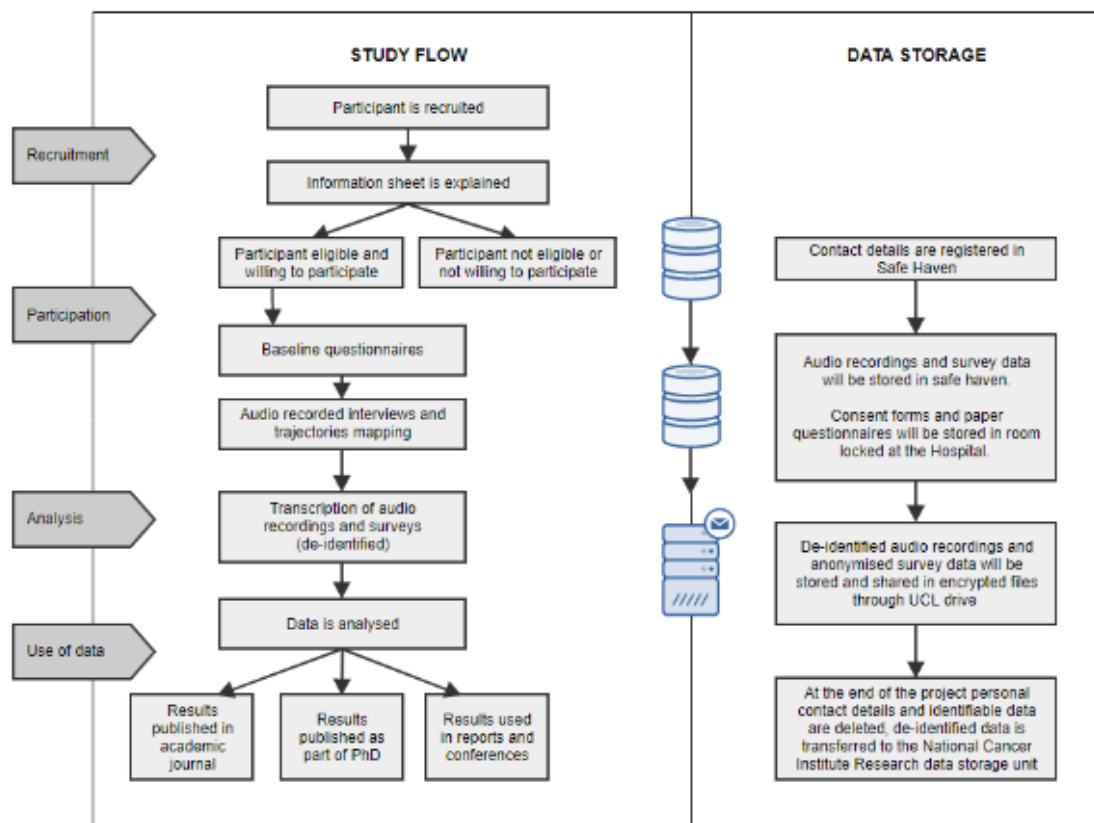 STUDY FLOW
DATA STORAGE
Recruitment
Participant is recruited
Information sheet is explained
Participant eligible and
willing to participate
Participant not eligible or
not willing to participate
Contact details are registered in
Safe Haven
Participation
Baseline questionnaires
Audio recorded interviews and
trajectories mapping
Audio recordings and survey data
will be stored in safe haven.
Consent forms and paper
questionnaires will be stored in room
locked at the Hospital.
Analysis
Transcription of audio
recordings and surveys
(de-identified)
De-identified audio recordings and
anonymised survey data will be
stored and shared in encrypted files
through UCL drive
Use of data
Data is analysed
Results
published in
academic
journal
Results
published as
part of PhD
Results used
in reports and
conferences
At the end of the project personal
contact details and identifiable data
are deleted, de-identified data is
transferred to the National Cancer
Institute Research data storage unit